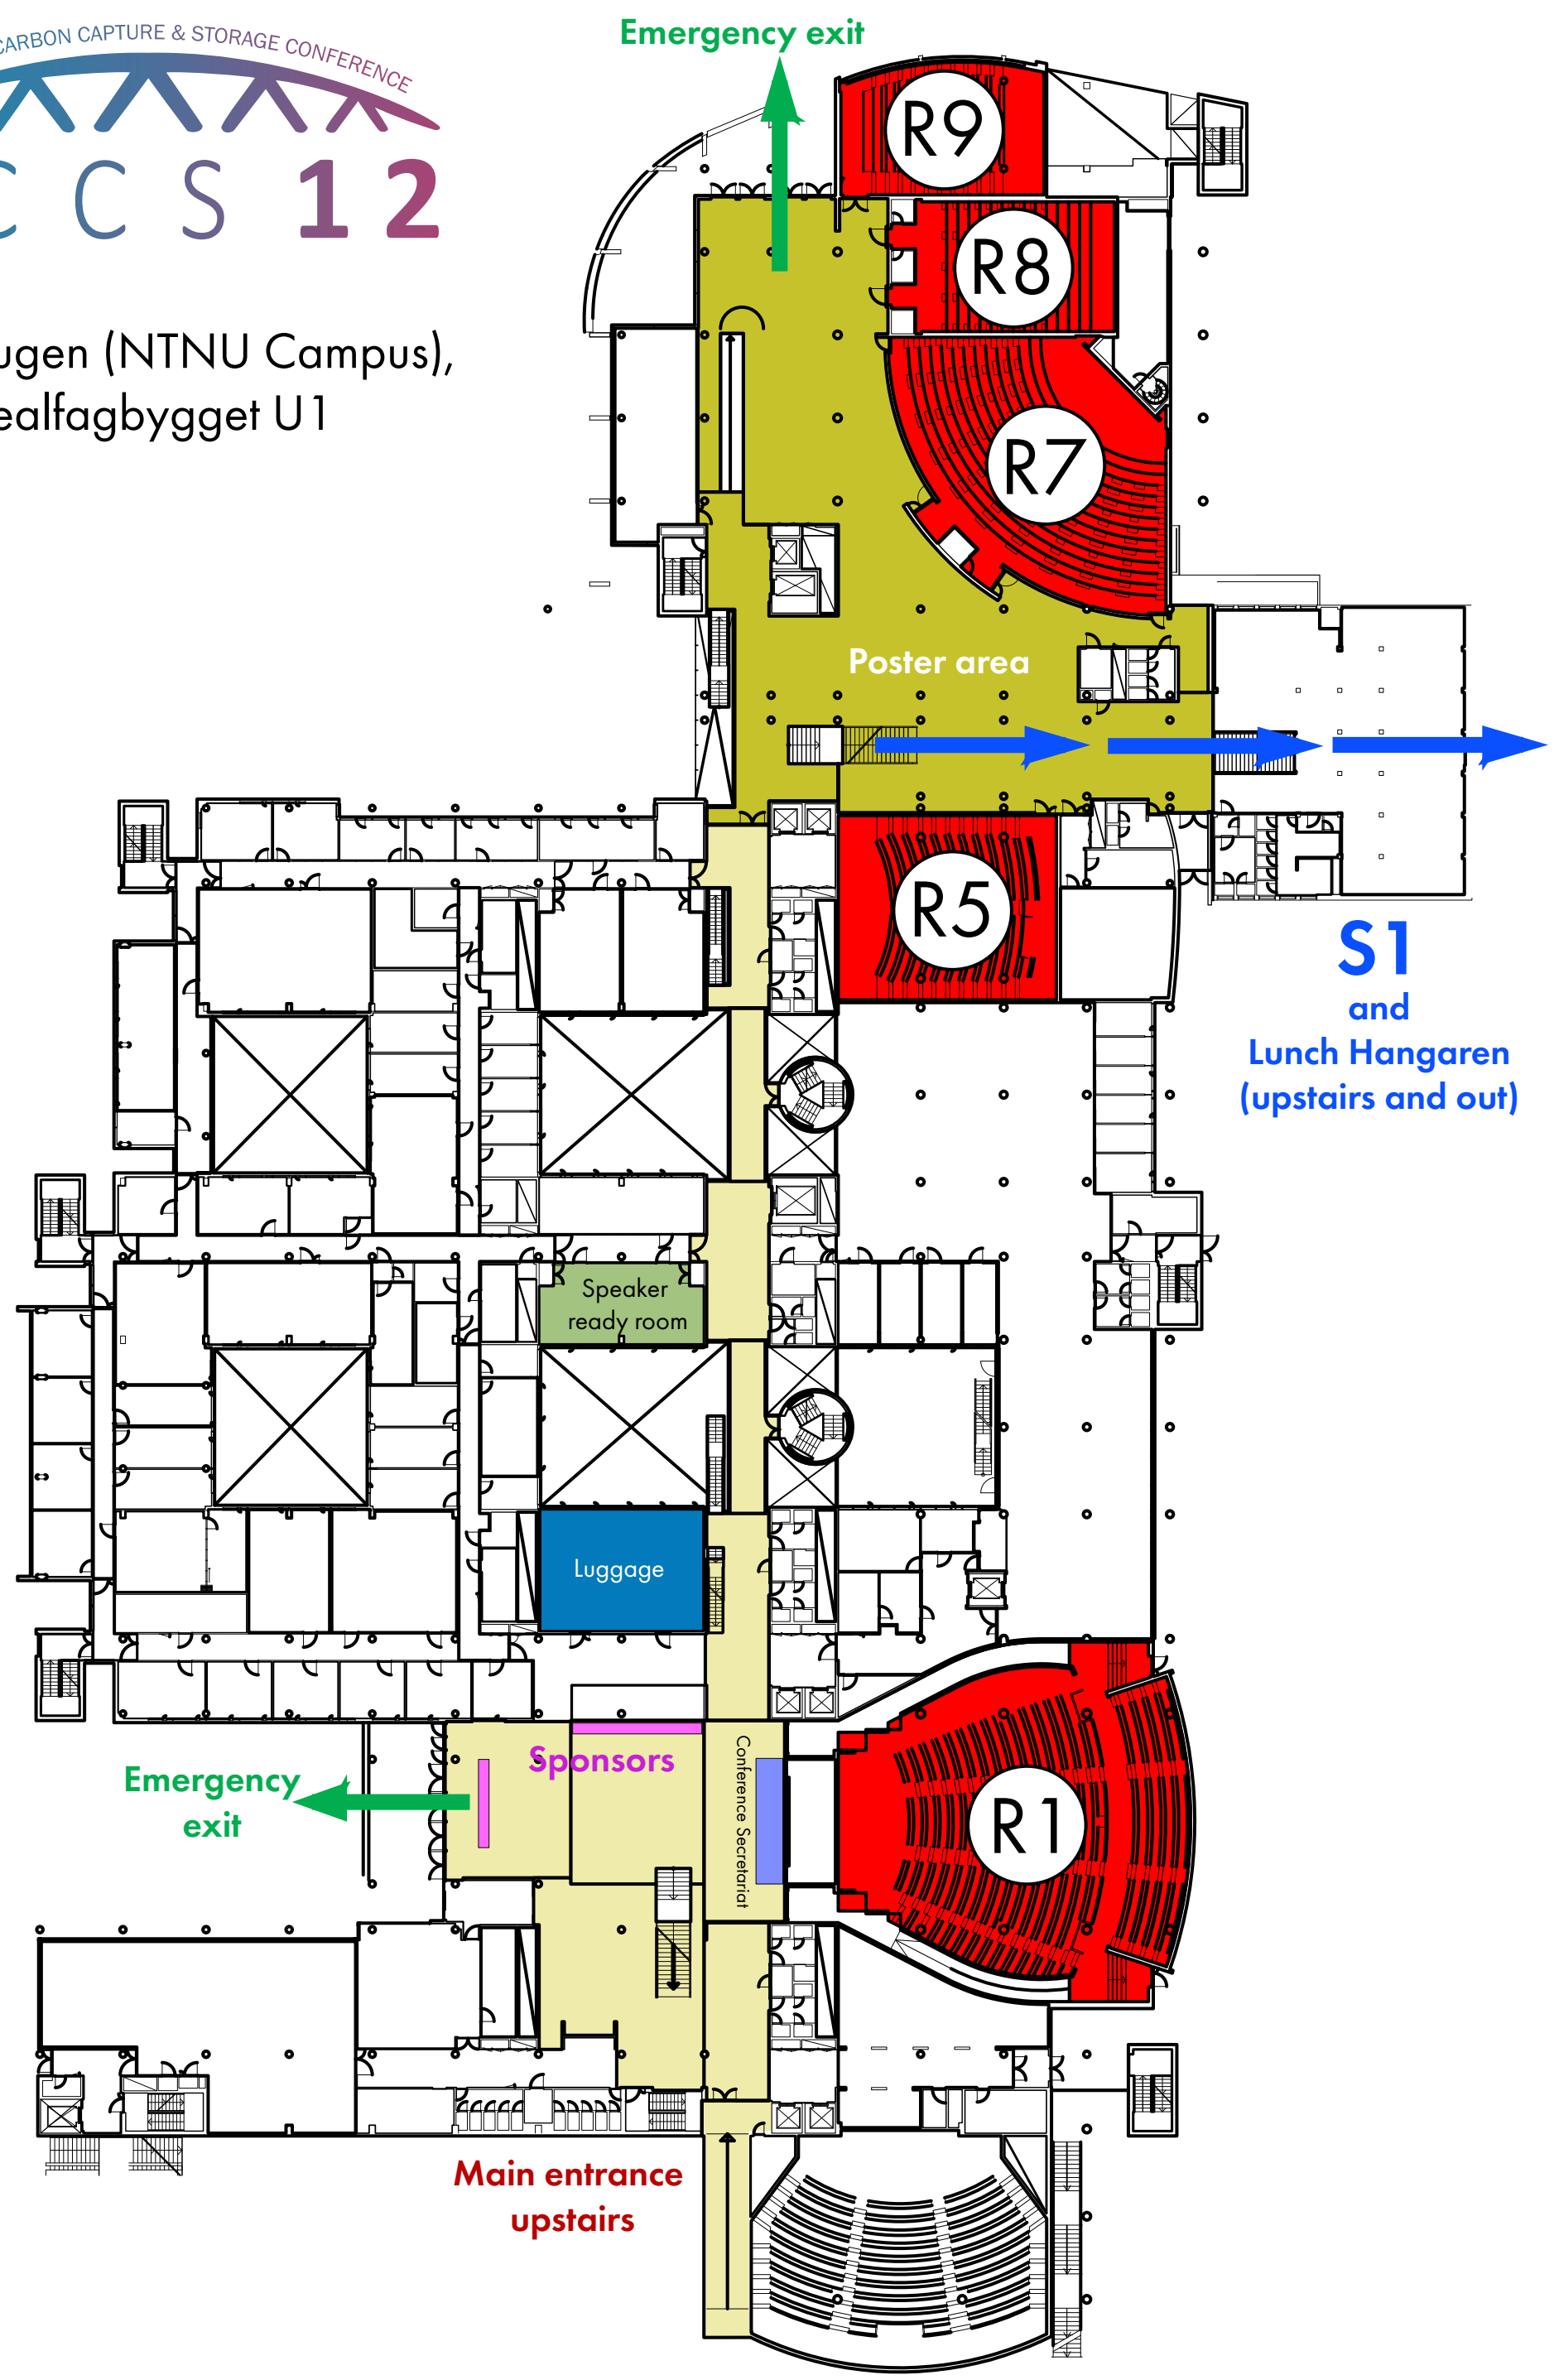 CARBON CAPTURE & STORAGE CONFERENCE
C C S 12
ugen (NTNU Campus),
ealfagbygget U1
Emergency exit
R9
R8
R7
Poster area
R5
S1
and
Lunch Hangaren
(upstairs and out)
Speaker
ready room
Luggage
Sponsors
Conference Secretariat
Emergency
exit
R1
Main entrance
upstairs